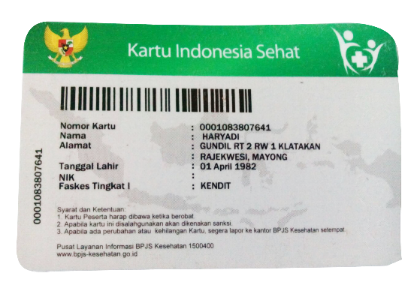 Kartu Indonesia Sehat
Nomor Kartu : 0001083807641
Nama : HARYADI
Alamat : GUNDIL RT 2 RW 1 KLATAKAN
: RAJEKWESI, MAYONG
Tanggal Lahir : 01 April 1982
NIK :
Faskes Tingkat I : KENDIT
0001083807641
Syarat dan Ketentuan
1. Kartu Peserta harap dibawa ketika berobat
2. Apabila kartu ini disalahgunakan akan dikenakan sanksi.
3. Apabila ada perubahan atau kehilangan Kartu, segera lapor ke kantor BPJS Kesehatan setempat.
Pusat Layanan Informasi BPJS Kesehatan 1500400
www.bpjs-kesehatan.go.id